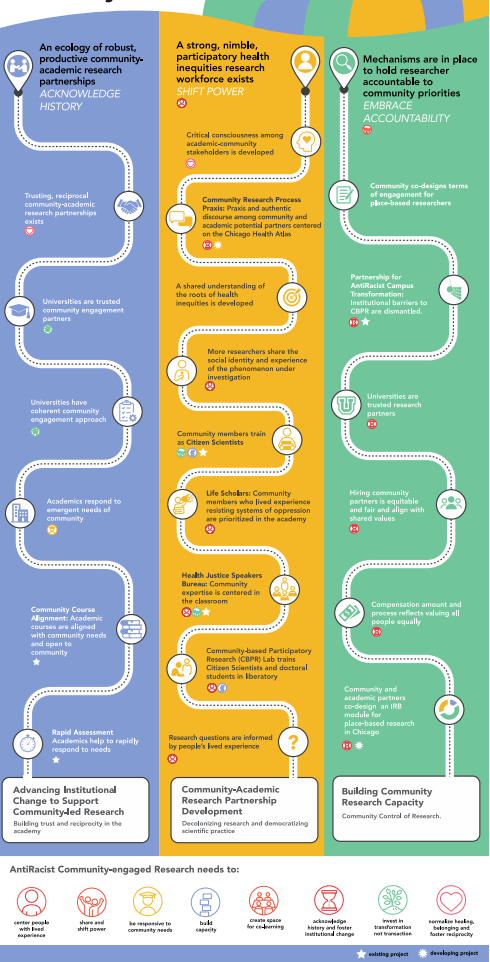 An ecology of robust,
productive community-
academic research
partnerships
ACKNOWLEDGE
HISTORY
Trusting, reciprocal
community-academic
research partnerships
exists
Universities are trusted
community engagement
partners
Universities have
coherent community
engagement approach
Academics respond to
emergent needs of
community
Community Course
Alignment: Academic
courses are aligned
with community needs
and open to
community
Rapid Assessment
Academics help to rapidly
respond to needs
Advancing Institutional
Change to Support
Community-led Research
Building trust and reciprocity in the
academy
A strong, nimble,
participatory health
inequities research
workforce exists
SHIFT POWER
Critical consciousness among
academic-community
stakeholders is developed
Community Research Process
Praxis: Praxis and authentic
discourse among community and
academic potential partners centered
on the Chicago Health Atlas
A shared understanding of
the roots of health
inequities is developed
More researchers share the
social identity and experience
of the phenomenon under
investigation
Community members train
as Citizen Scientists
Life Scholars: Community
members who lived experience
resisting systems of oppression
are prioritized in the academy
Health Justice Speakers
Bureau: Community
expertise is centered in
the classroom
Community-based Participatory
Research (CBPR) Lab trains
Citizen Scientists and doctoral
students in liberatory
Research questions are informed
by people's lived experience
?
Community-Academic
Research Partnership
Development
Decolonizing research and democratizing
scientific practice
Mechanisms are in place
to hold researcher
accountable to
community priorities
EMBRACE
ACCOUNTABILITY
Community co-designs terms
of engagement for
place-based researchers
Partnership for
AntiRacist Campus
Transformation:
Institutional barriers to
CBPR are dismantled.
Universities are
trusted research
partners
U
Hiring community
partners is equitable
and fair and align with
shared values
Compensation amount and
process reflects valuing all
people equally
Community and
academic partners
co-design an IRB
module for
place-based research
in Chicago
Building Community
Research Capacity
Community Control of Research.
AntiRacist Community-engaged Research needs to:
center people
with lived
experience
share and
shift power
be responsive to
community needs
build
capacity
create space
for co-learning
acknowledge
history and foster
institutional change
invest in
transformation
not transaction
normalize healing,
belonging and
foster reciprocity
existing project
developing project